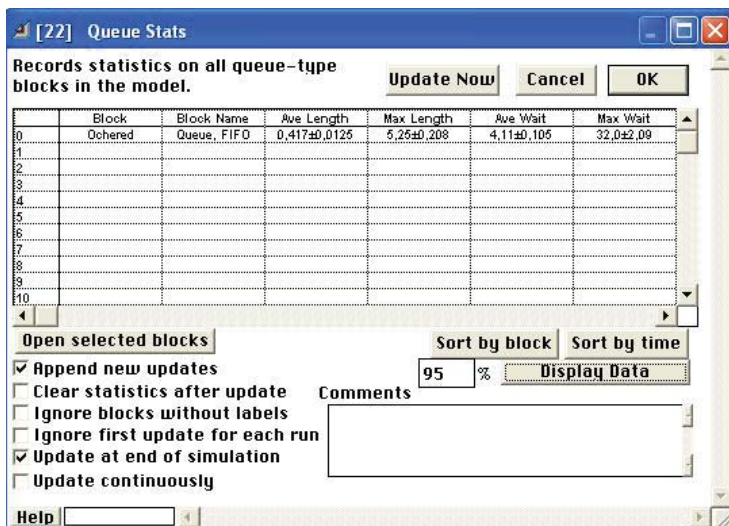 [22] Queue Stats
Records statistics on all queue-type
blocks in the model.
Update Now
Cancel
OK
Block Block Name Ave Length Max Length Ave Wait Max Wait
0 Ochered Queue, FIFO 0,417±0,0125 5,25±0,208 4,11±0,105 32,0±2,09
1
2
3
4
5
6
7
8
9
10
Open selected blocks
Sort by block
Sort by time
Append new updates
95 %
Display Data
Clear statistics after update
Comments
Ignore blocks without labels
Ignore first update for each run
Update at end of simulation
Update continuously
Help